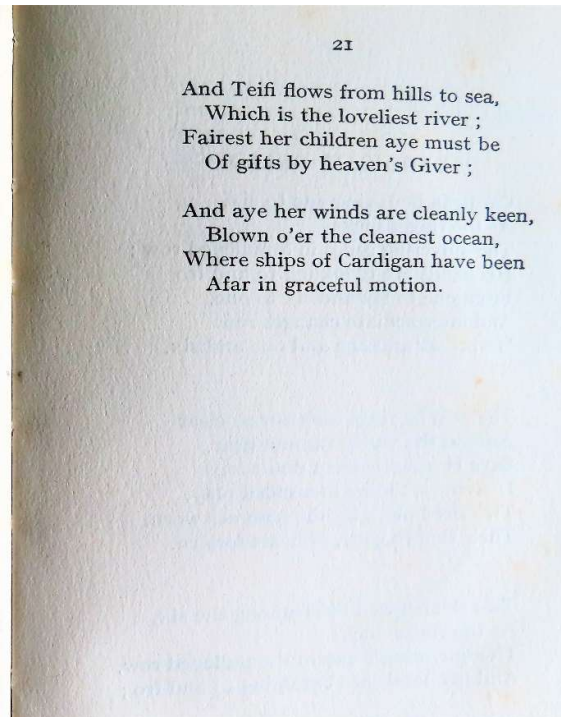 21
And Teifi flows from hills to sea,
Which is the loveliest river ;
Fairest her children aye must be
Of gifts by heaven's Giver ;
And aye her winds are cleanly keen,
Blown o'er the cleanest ocean,
Where ships of Cardigan have been
Afar in graceful motion.